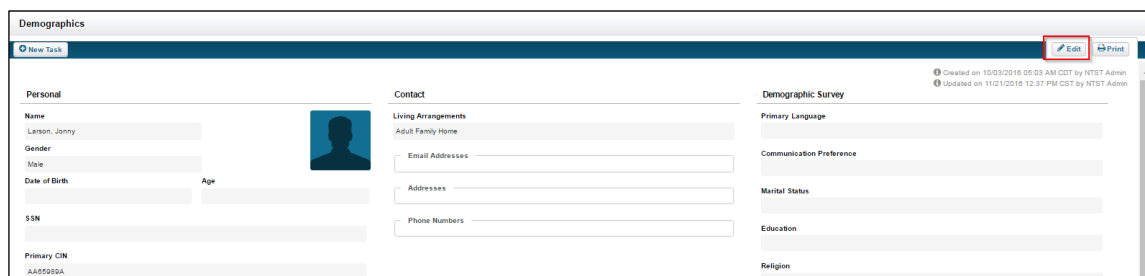 Demographics
New Task
Edit
Print
Created on 10/03/2016 05:03 AM CDT by NTST Admin
Updated on 11/21/2016 12:37 PM CST by NTST Admin
Personal
Name
Larson, Jonny
Gender
Male
Date of Birth Age
SSN
Primary CIN
AA65989A
Contact
Living Arrangements
Adult Family Home
Email Addresses
Addresses
Phone Numbers
Demographic Survey
Primary Language
Communication Preference
Marital Status
Education
Religion